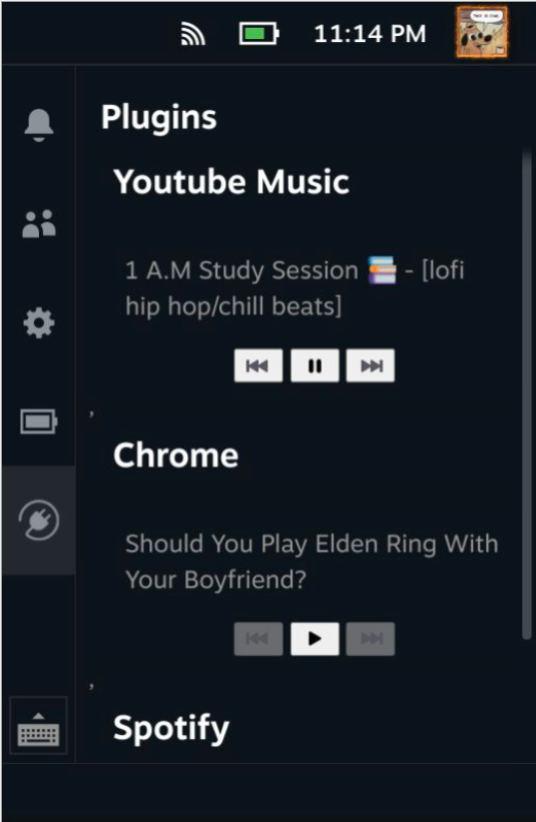 11:14 PM
Plugins
Youtube Music
1 A.M Study Session 📚 - [lofi
hip hop/chill beats]
,
Chrome
Should You Play Elden Ring With
Your Boyfriend?
,
Spotify